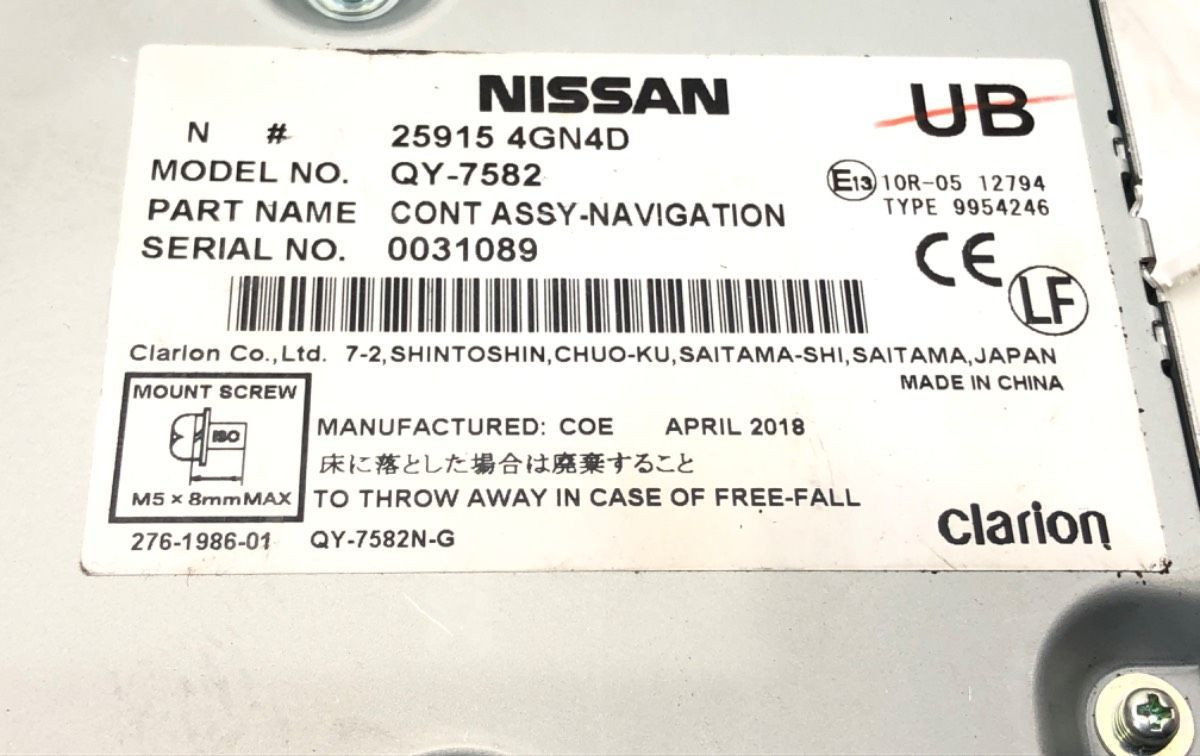 NISSAN
UB
N # 25915 4GN4D
MODEL NO. QY-7582
PART NAME CONT ASSY-NAVIGATION
SERIAL NO. 0031089
E13 10R-05 12794
TYPE 9954246
CE
LF
Clarion Co.,Ltd. 7-2,SHINTOSHIN,CHUO-KU,SAITAMA-SHI,SAITAMA,JAPAN
MADE IN CHINA
MOUNT SCREW
ISO
M5 × 8mm MAX
MANUFACTURED: COE APRIL 2018
床に落とした場合は廃棄すること
TO THROW AWAY IN CASE OF FREE-FALL
276-1986-01 QY-7582N-G
clarion